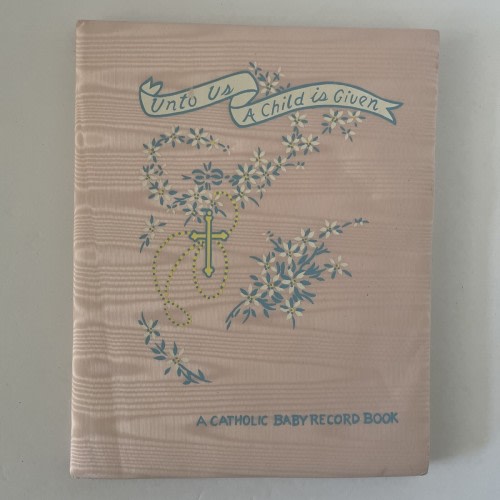 Unto Us
A Child is Given
A CATHOLIC BABY RECORD BOOK